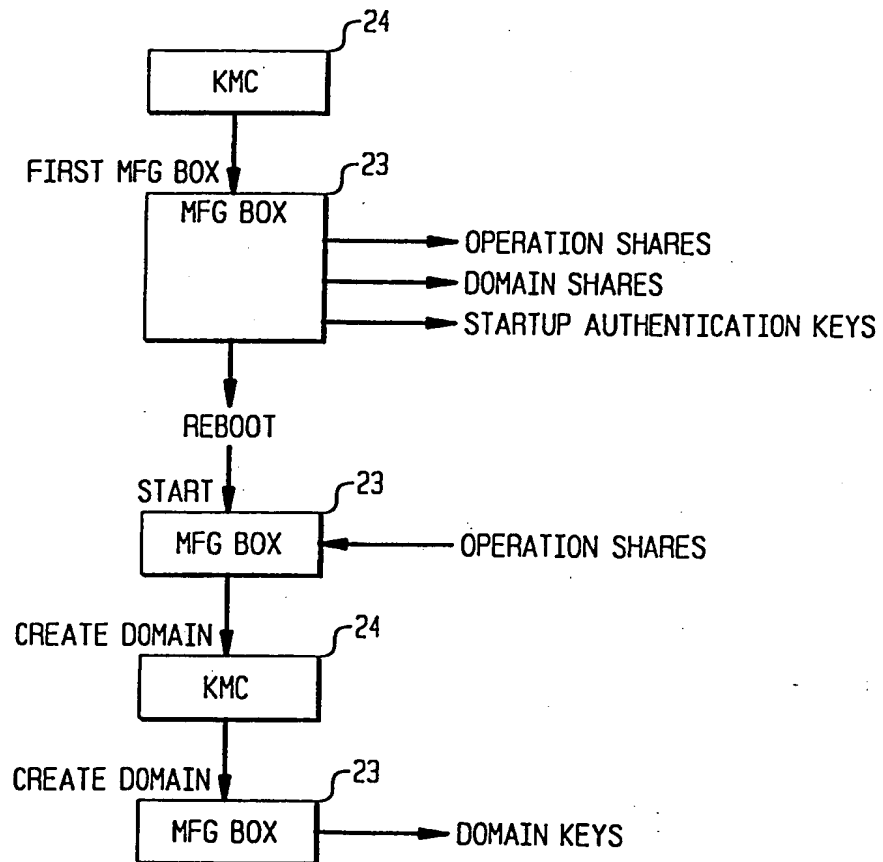 24
KMC
FIRST MFG BOX
23
MFG BOX
OPERATION SHARES
DOMAIN SHARES
STARTUP AUTHENTICATION KEYS
REBOOT
START
23
MFG BOX
OPERATION SHARES
CREATE DOMAIN
24
KMC
CREATE DOMAIN
23
MFG BOX
DOMAIN KEYS